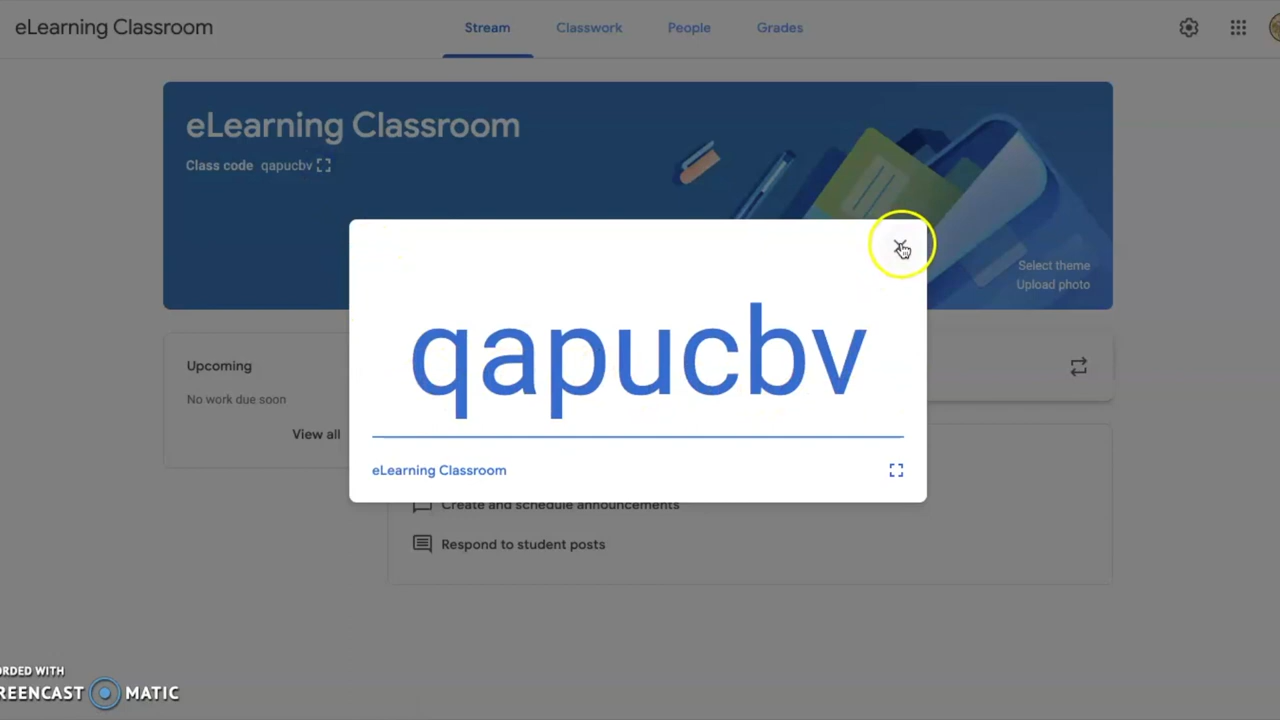 eLearning Classroom
Stream
Classwork
People
Grades
eLearning Classroom
Class code qapucbv
Select theme
Upload photo
qapucbv
eLearning Classroom
Upcoming
No work due soon
View all
Create and schedule announcements
Respond to student posts
ORDED WITH
REENCAST MATIC